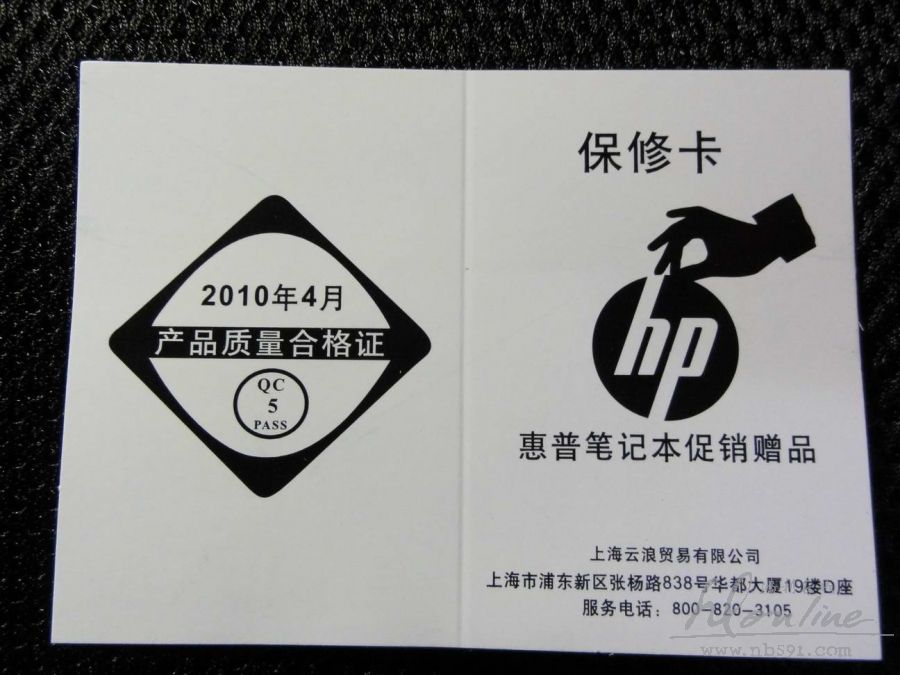 2010年4月
产品质量合格证
QC
5
PASS
保修卡
hp
惠普笔记本促销赠品
上海云浪贸易有限公司
上海市浦东新区张杨路838号华都大厦19楼D座
服务电话：800-820-3105
www.nbs91.com